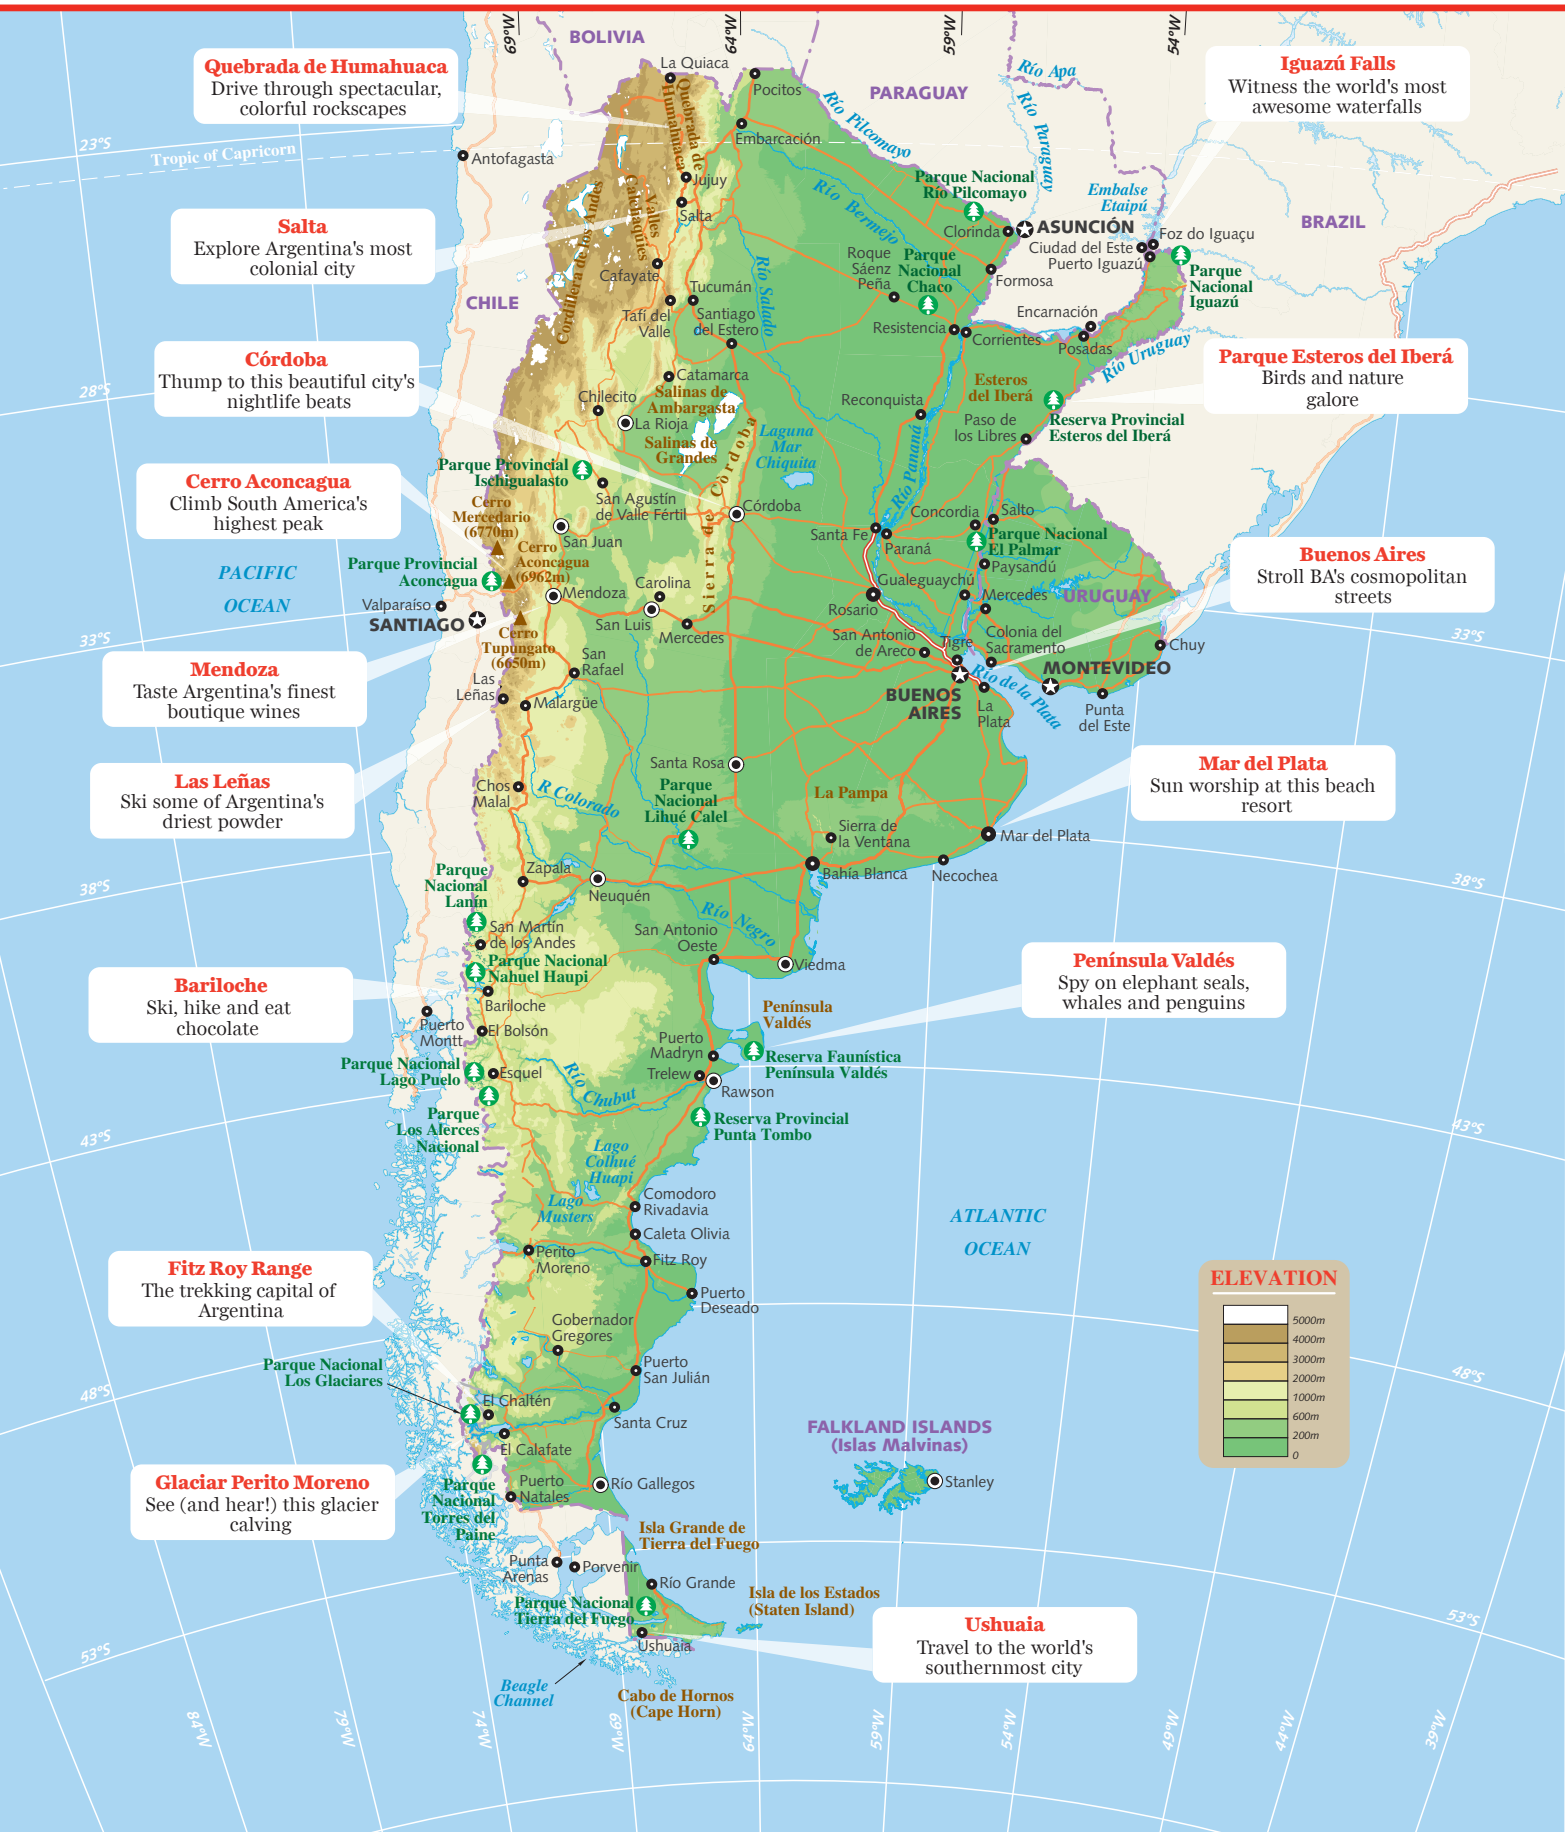 69°W
64°W
59°W
54°W
BOLIVIA
PARAGUAY
BRAZIL
CHILE
URUGUAY
Quebrada de Humahuaca
Drive through spectacular,
colorful rockscapes
Iguazú Falls
Witness the world's most
awesome waterfalls
La Quiaca
Pocitos
Quebrada de
Humaraca
Embarcación
Río Pilcomayo
Río Apa
Río Paraguay
23°S
Tropic of Capricorn
Antofagasta
Jujuy
Salta
Valles
Calchaquíes
Cordillera de los Andes
Río Bermejo
Parque Nacional
Río Pilcomayo
Embalse
Etaipú
Clorinda
ASUNCIÓN
Foz do Iguaçu
Ciudad del Este
Puerto Iguazú
Parque
Nacional
Iguazú
Salta
Explore Argentina's most
colonial city
Cafayate
Río Salado
Roque
Sáenz
Peña
Parque
Nacional
Chaco
Formosa
Tucumán
Tafí del
Valle
Santiago
del Estero
Resistencia
Corrientes
Encarnación
Posadas
Río Uruguay
Córdoba
Thump to this beautiful city's
nightlife beats
28°S
Catamarca
Chilecito
Salinas de
Ambargasta
La Rioja
Salinas de
Grandes
Laguna
Mar
Chiquita
Reconquista
Esteros
del Iberá
Paso de
los Libres
Reserva Provincial
Esteros del Iberá
Parque Esteros del Iberá
Birds and nature
galore
Cerro Aconcagua
Climb South America's
highest peak
Parque Provincial
Ischigualasto
San Agustín
de Valle Fértil
Cerro
Mercedario
(6770m)
San Juan
Sierra de Còrdoba
Córdoba
Río Paraná
Santa Fe
Paraná
Concordia
Salto
Parque Nacional
El Palmar
Paysandú
Buenos Aires
Stroll BA's cosmopolitan
streets
PACIFIC
OCEAN
Parque Provincial
Aconcagua
Cerro
Aconcagua
(6962m)
Valparaíso
SANTIAGO
Mendoza
Carolina
San Luis
Mercedes
Rosario
Gualeguaychú
Mercedes
33°S
33°S
Cerro
Tupungato
(6650m)
San Antonio
de Areco
Tigre
Colonia del
Sacramento
Chuy
MONTEVIDEO
Punta
del Este
BUENOS
AIRES
La
Plata
Río de la Plata
Mendoza
Taste Argentina's finest
boutique wines
San
Rafael
Las
Leñas
Malargüe
Las Leñas
Ski some of Argentina's
driest powder
Chos
Malal
R Colorado
Santa Rosa
Parque
Nacional
Lihué Calel
La Pampa
Sierra de
la Ventana
Mar del Plata
Sun worship at this beach
resort
Mar del Plata
Bahía Blanca
Necochea
38°S
38°S
Zapala
Neuquén
Parque
Nacional
Lanín
San Martín
de los Andes
Río Negro
San Antonio
Oeste
Viedma
Parque Nacional
Nahuel Haupi
Bariloche
Ski, hike and eat
chocolate
Bariloche
Puerto
Montt
El Bolsón
Península Valdés
Spy on elephant seals,
whales and penguins
Península
Valdés
Puerto
Madryn
Reserva Faunística
Península Valdés
Trelew
Rawson
Parque Nacional
Lago Puelo
Esquel
Río
Chubut
Reserva Provincial
Punta Tombo
Parque
Los Alerces
Nacional
43°S
43°S
Lago
Colhué
Huapi
Lago
Musters
Comodoro
Rivadavia
Caleta Olivia
ATLANTIC
OCEAN
Perito
Moreno
Fitz Roy
Puerto
Deseado
Fitz Roy Range
The trekking capital of
Argentina
ELEVATION
5000m
4000m
3000m
2000m
1000m
600m
200m
0
Gobernador
Gregores
Parque Nacional
Los Glaciares
Puerto
San Julián
48°S
48°S
El Chaltén
Santa Cruz
El Calafate
FALKLAND ISLANDS
(Islas Malvinas)
Stanley
Glaciar Perito Moreno
See (and hear!) this glacier
calving
Parque
Nacional
Torres del
Paine
Puerto
Natales
Río Gallegos
Isla Grande de
Tierra del Fuego
Punta
Arenas
Porvenir
Río Grande
Parque Nacional
Tierra del Fuego
Isla de los Estados
(Staten Island)
Ushuaia
Ushuaia
Travel to the world's
southernmost city
53°S
53°S
Beagle
Channel
Cabo de Hornos
(Cape Horn)
84°W
79°W
74°W
69°W
64°W
59°W
54°W
49°W
44°W
39°W